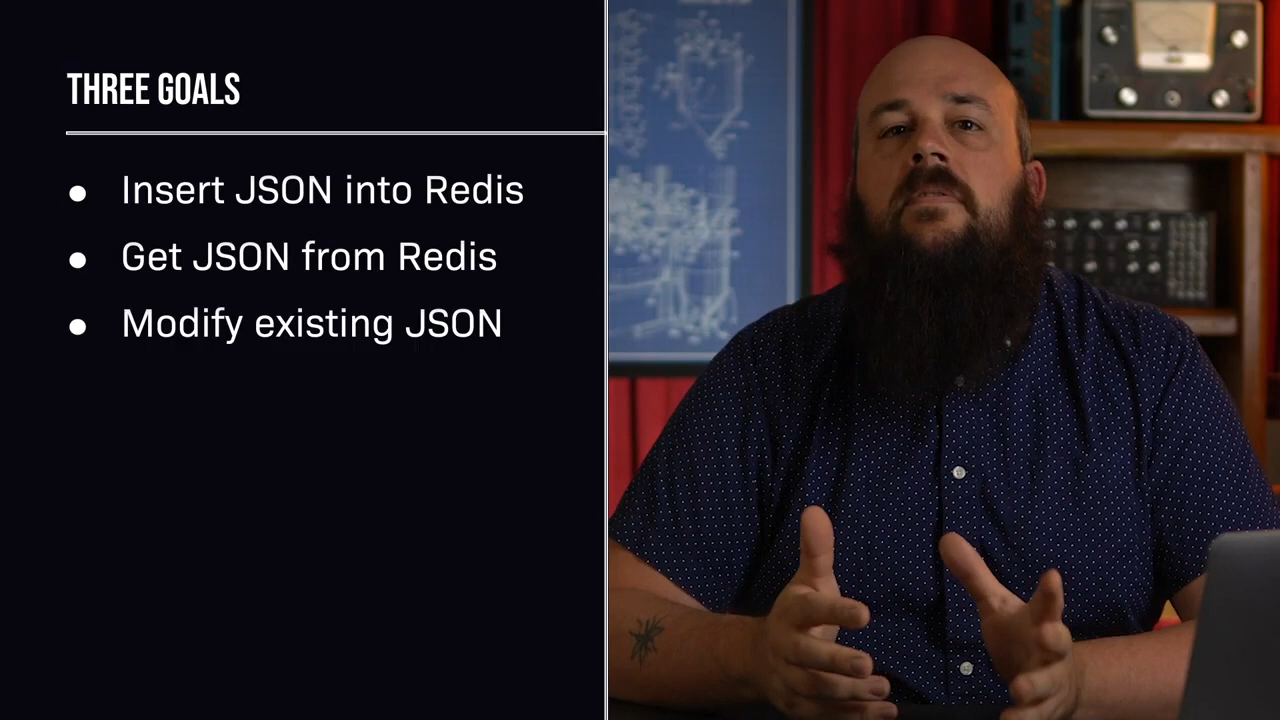 THREE GOALS
● Insert JSON into Redis
● Get JSON from Redis
● Modify existing JSON